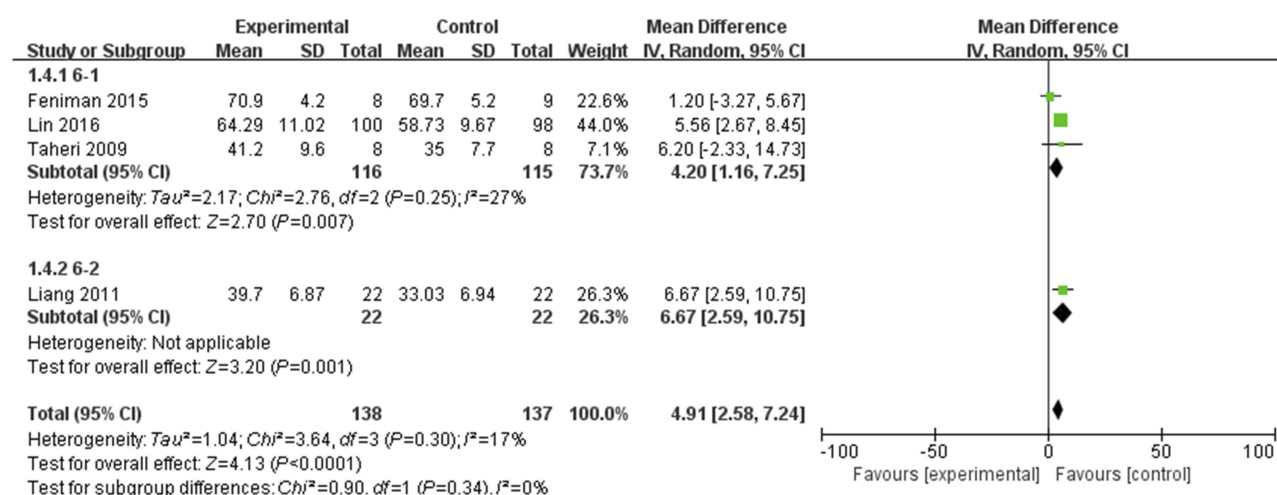 Experimental Control Mean Difference Mean Difference
Study or Subgroup Mean SD Total Mean SD Total Weight IV, Random, 95% CI IV, Random, 95% CI
1.4.1 6-1
Feniman 2015 70.9 4.2 8 69.7 5.2 9 22.6% 1.20 [-3.27, 5.67]
Lin 2016 64.29 11.02 100 58.73 9.67 98 44.0% 5.56 [2.67, 8.45]
Taheri 2009 41.2 9.6 8 35 7.7 8 7.1% 6.20 [-2.33, 14.73]
Subtotal (95% CI) 116 115 73.7% 4.20 [1.16, 7.25]
Heterogeneity: Tau²=2.17; Chi²=2.76, df=2 (P=0.25); I²=27%
Test for overall effect: Z=2.70 (P=0.007)
1.4.2 6-2
Liang 2011 39.7 6.87 22 33.03 6.94 22 26.3% 6.67 [2.59, 10.75]
Subtotal (95% CI) 22 22 26.3% 6.67 [2.59, 10.75]
Heterogeneity: Not applicable
Test for overall effect: Z=3.20 (P=0.001)
Total (95% CI) 138 137 100.0% 4.91 [2.58, 7.24]
Heterogeneity: Tau²=1.04; Chi²=3.64, df=3 (P=0.30); I²=17%
Test for overall effect: Z=4.13 (P<0.0001)
Test for subgroup differences: Chi²=0.90, df=1 (P=0.34), I²=0%
-100 -50 0 50 100
Favours [experimental] Favours [control]